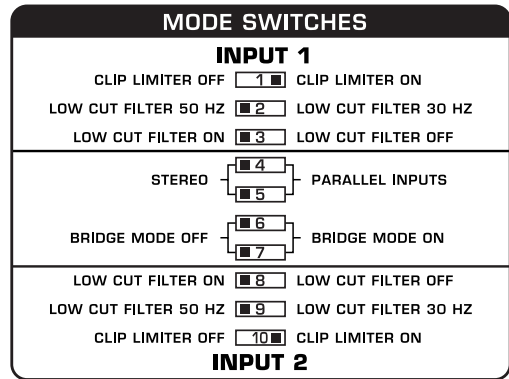 MODE SWITCHES
INPUT 1
CLIP LIMITER OFF 1 CLIP LIMITER ON
LOW CUT FILTER 50 HZ 2 LOW CUT FILTER 30 HZ
LOW CUT FILTER ON 3 LOW CUT FILTER OFF
4
STEREO PARALLEL INPUTS
5
6
BRIDGE MODE OFF BRIDGE MODE ON
7
LOW CUT FILTER ON 8 LOW CUT FILTER OFF
LOW CUT FILTER 50 HZ 9 LOW CUT FILTER 30 HZ
CLIP LIMITER OFF 10 CLIP LIMITER ON
INPUT 2